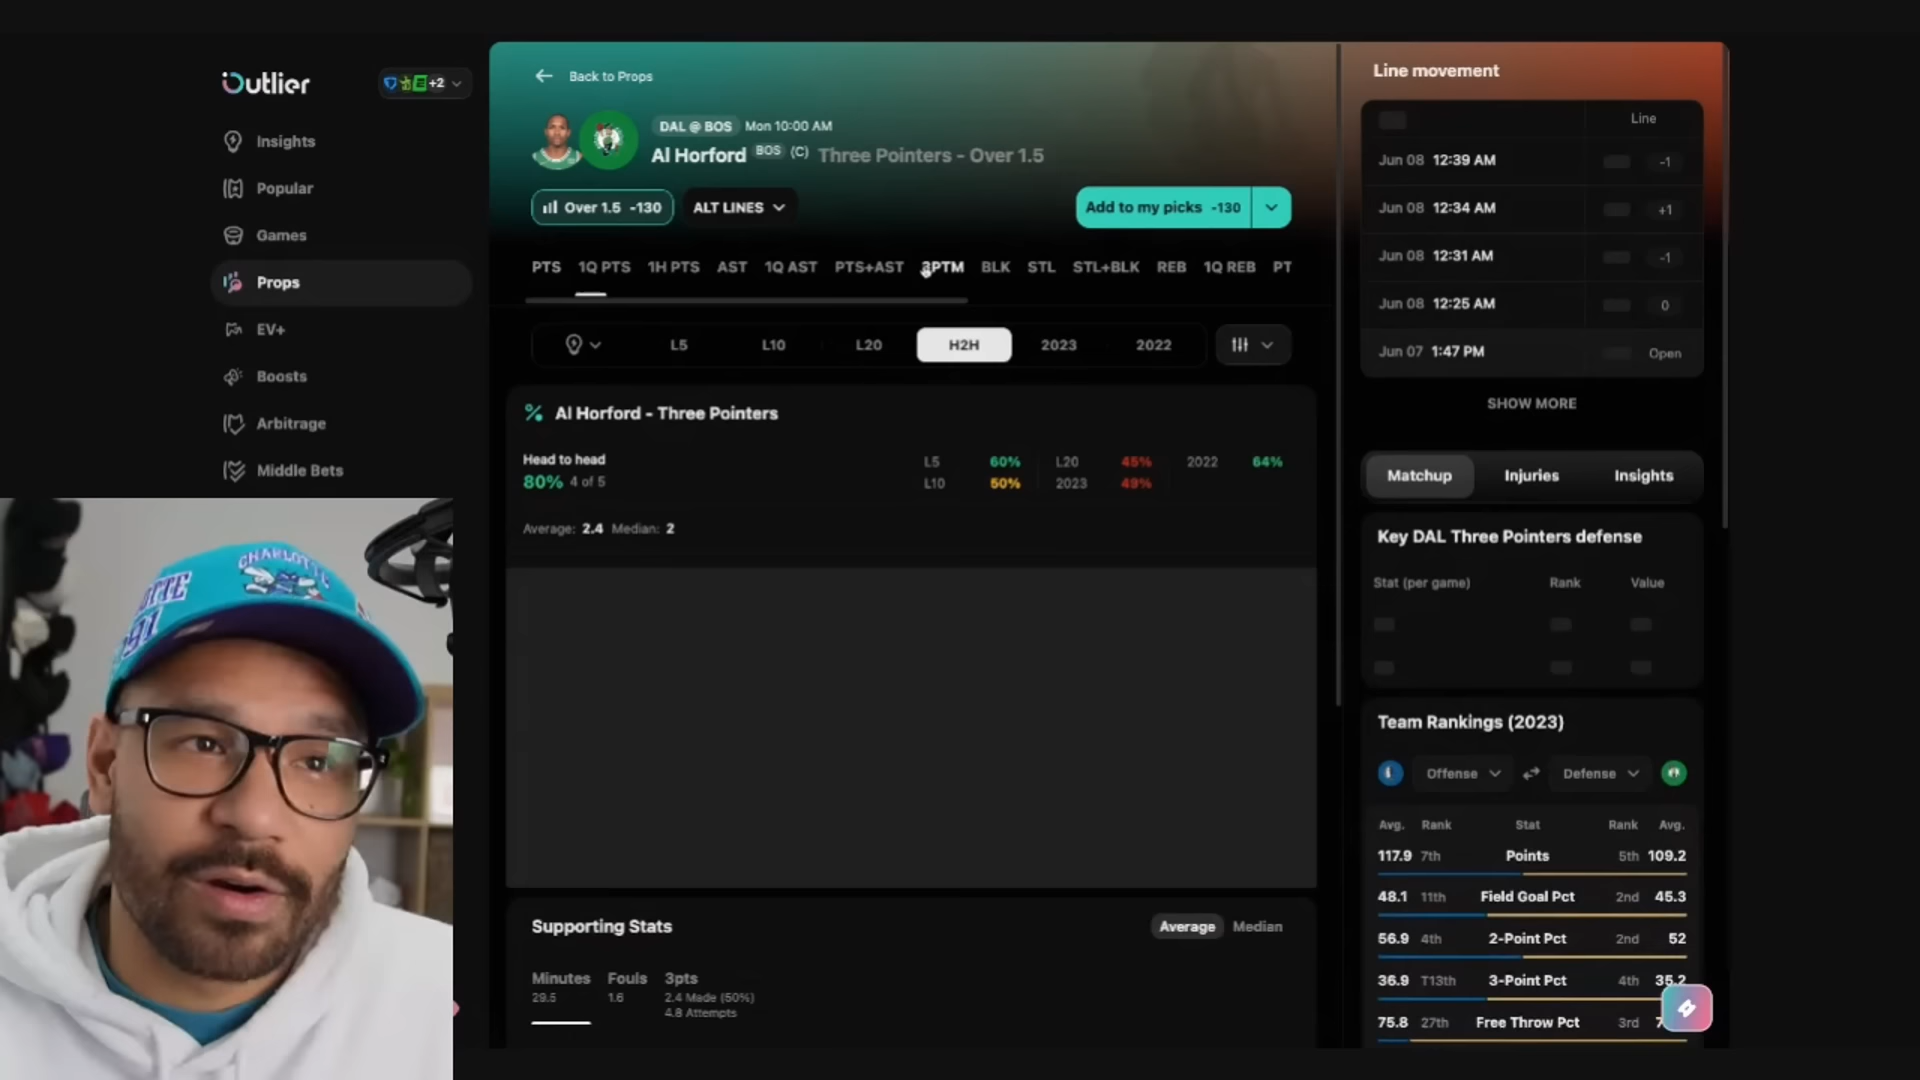 Outlier
+2
Insights
Popular
Games
Props
EV+
Boosts
Arbitrage
Middle Bets
Back to Props
DAL @ BOS Mon 10:00 AM
Al Horford BOS (C) Three Pointers - Over 1.5
Over 1.5 -130 ALT LINES
Add to my picks -130
PTS 1Q PTS 1H PTS AST 1Q AST PTS+AST 3PTM BLK STL STL+BLK REB 1Q REB PT
L5 L10 L20 H2H 2023 2022
Al Horford - Three Pointers
Head to head
80% 4 of 5
L5 60% L20 45% 2022 64%
L10 50% 2023 49%
Average: 2.4 Median: 2
Supporting Stats
Average Median
Minutes Fouls 3pts
29.5 1.6 2.4 Made (50%)
4.8 Attempts
Line movement
Line
Jun 08 12:39 AM -1
Jun 08 12:34 AM +1
Jun 08 12:31 AM -1
Jun 08 12:25 AM 0
Jun 07 1:47 PM Open
SHOW MORE
Matchup Injuries Insights
Key DAL Three Pointers defense
Stat (per game) Rank Value
Team Rankings (2023)
Offense Defense
Avg. Rank Stat Rank Avg.
117.9 7th Points 5th 109.2
48.1 11th Field Goal Pct 2nd 45.3
56.9 4th 2-Point Pct 2nd 52
36.9 T13th 3-Point Pct 4th 35.2
75.8 27th Free Throw Pct 3rd
CHARLOTTE
OTTE
91